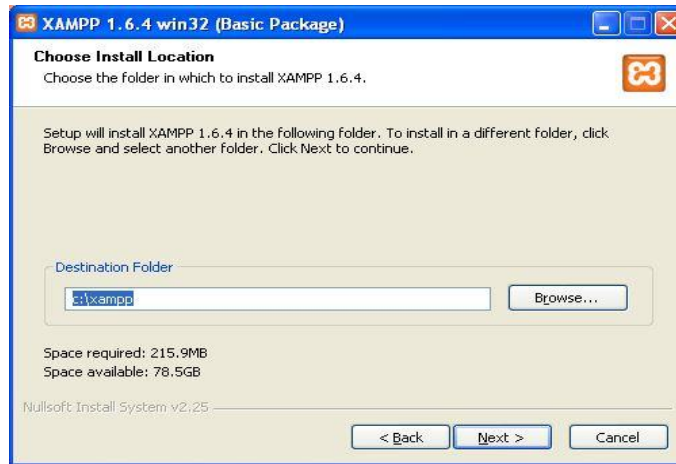 XAMPP 1.6.4 win32 (Basic Package)
Choose Install Location
Choose the folder in which to install XAMPP 1.6.4.
Setup will install XAMPP 1.6.4 in the following folder. To install in a different folder, click
Browse and select another folder. Click Next to continue.
Destination Folder
c:\xampp
Browse...
Space required: 215.9MB
Space available: 78.5GB
Nullsoft Install System v2.25
< Back
Next >
Cancel